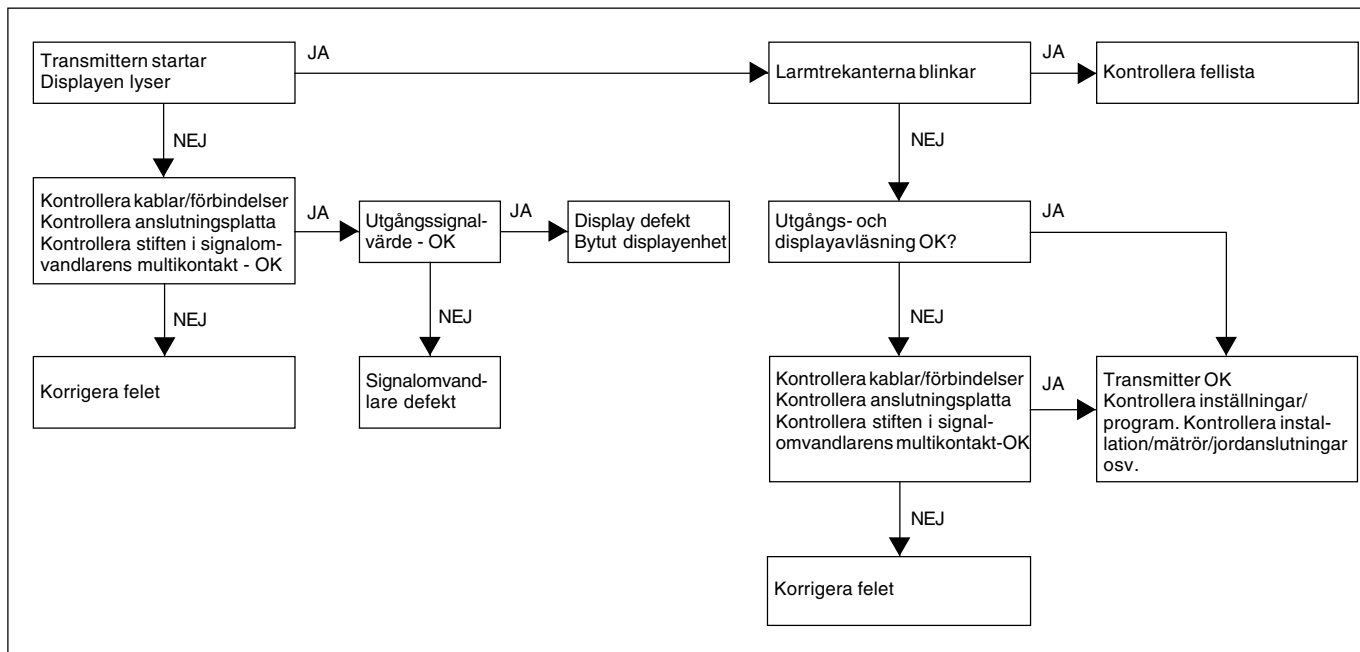 Transmittern startar
Displayen lyser
JA
Larmtrekanterna blinkar
JA
Kontrollera fellista
NEJ
NEJ
Kontrollera kablar/förbindelser
Kontrollera anslutningsplatta
Kontrollera stiften i signalom-
vandlarens multikontakt - OK
JA
Utgångssignal-
värde - OK
JA
Display defekt
Bytut displayenhet
Utgångs- och
displayavläsning OK?
JA
NEJ
NEJ
NEJ
Korrigera felet
Signalomvand-
lare defekt
Kontrollera kablar/förbindelser
Kontrollera anslutningsplatta
Kontrollera stiften i signal-
omvandlarens multikontakt-OK
JA
Transmitter OK
Kontrollera inställningar/
program. Kontrollera instal-
lation/mätrör/jordanslutningar
osv.
NEJ
Korrigera felet